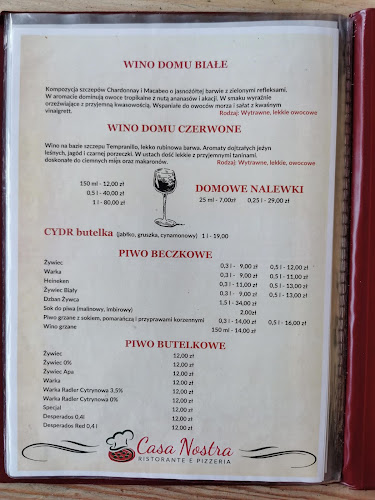 WINO DOMU BIAŁE
Kompozycja szczepów Chardonnay i Macabeo o jasnożółtej barwie z zielonymi refleksami.
W aromacie dominują owoce tropikalne z nutą ananasów i akacji. W smaku wyraźnie
orzeźwiające z przyjemną kwasowością. Wspaniałe do owoców morza i sałat z kwaśnym
vinaigrett.
Rodzaj: Wytrawne, lekkie owocowe
WINO DOMU CZERWONE
Wino na bazie szczepu Tempranillo, lekko rubinowa barwa. Aromaty dojrzałych jeżyn
leśnych, jagód i czarnej porzeczki. W ustach dość lekkie z przyjemnymi taninami.
doskonałe do ciemnych mięs oraz makaronów.
Rodzaj: Wytrawne, lekkie, owocowe
150 ml - 12,00 zł
0,5 l - 40,00 zł
1 l - 80,00 zł
DOMOWE NALEWKI
25 ml - 7,00zł 0,25 l - 29,00 zł
CYDR butelka (jabłko, gruszka, cynamonowy) 1 l - 19,00
PIWO BECZKOWE
Żywiec 0,3 l - 9,00 zł 0,5 l - 12,00 zł
Warka 0,3 l - 9,00 zł 0,5 l - 11,00 zł
Heineken 0,3 l - 11,00 zł 0,5 l - 13,00 zł
Żywiec Biały 0,3 l - 11,00 zł 0,5 l - 13,00 zł
Dzban Żywca 1,5 l - 34,00 zł
Sok do piwa (malinowy, imbirowy) 2,00zł
Piwo grzane z sokiem, pomarańczą i przyprawami korzennymi 0,3 l - 14,00 zł 0,5 l - 16,00 zł
Wino grzane 150 ml - 14,00 zł
PIWO BUTELKOWE
Żywiec 12,00 zł
Żywiec 0% 12,00 zł
Żywiec Apa 12,00 zł
Warka 12,00 zł
Warka Radler Cytrynowa 3,5% 12,00 zł
Warka Radler Cytrynowa 0% 12,00 zł
Specjal 12,00 zł
Desperados 0,4l 12,00 zł
Desperados Red 0,4 l 12,00 zł
Casa Nostra
RISTORANTE E PIZZERIA